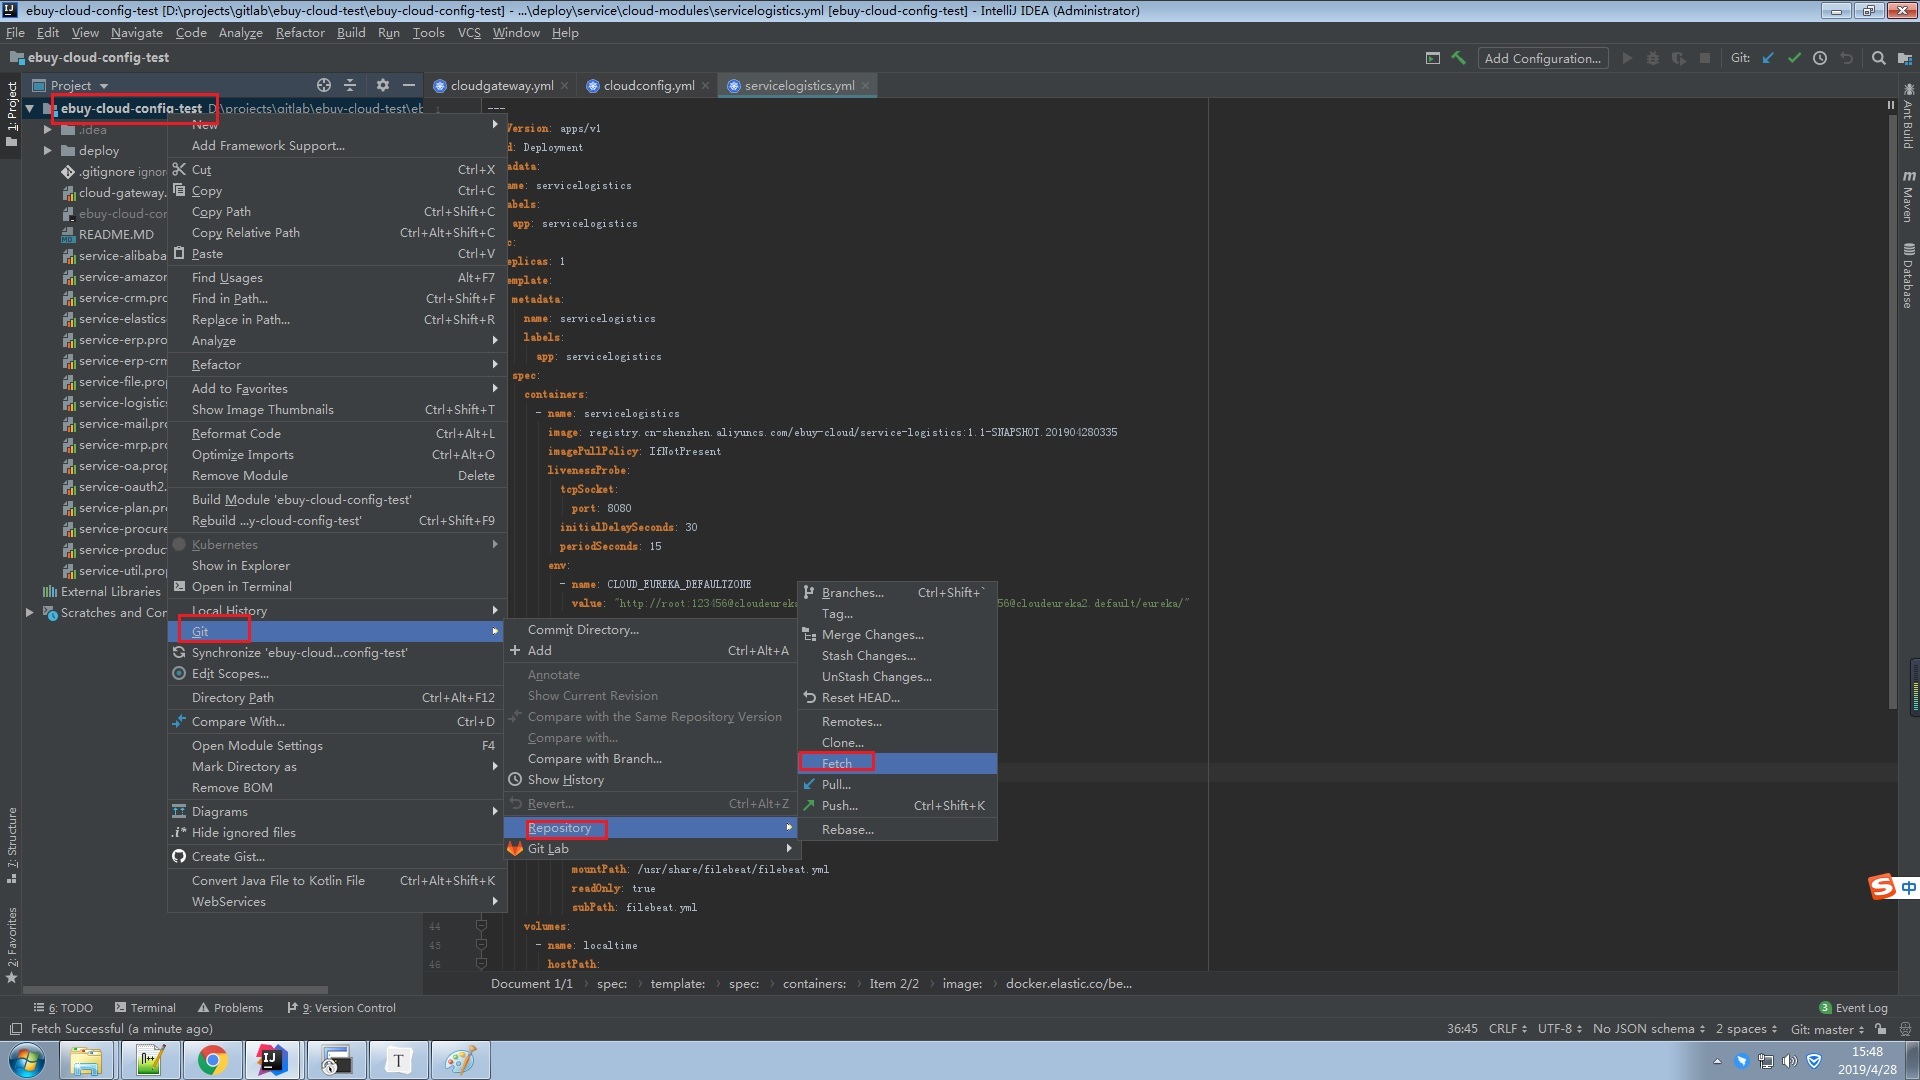 ebuy-cloud-config-test [D:\projects\gitlab\ebuy-cloud-test\ebuy-cloud-config-test] - ...\deploy\service\cloud-modules\servicelogistics.yml [ebuy-cloud-config-test] - IntelliJ IDEA (Administrator)
File Edit View Navigate Code Analyze Refactor Build Run Tools VCS Window Help
ebuy-cloud-config-test
Add Configuration...
Git:
Project
cloudgateway.yml
cloudconfig.yml
servicelogistics.yml
1: Project
7: Structure
2: Favorites
Ant Build
Maven
Database
ebuy-cloud-config-test D:\projects\gitlab\ebuy-cloud-test\eb
.idea
deploy
.gitignore ignor
cloud-gateway.
ebuy-cloud-cor
README.MD
service-alibaba
service-amazor
service-crm.prc
service-elastics
service-erp.pro
service-erp-crm
service-file.prop
service-logistics
service-mail.prc
service-mrp.prc
service-oa.prop
service-oauth2.
service-plan.prc
service-procure
service-product
service-util.prop
External Libraries
Scratches and Con
New
Add Framework Support...
Cut Ctrl+X
Copy Ctrl+C
Copy Path Ctrl+Shift+C
Copy Relative Path Ctrl+Alt+Shift+C
Paste Ctrl+V
Find Usages Alt+F7
Find in Path... Ctrl+Shift+F
Replace in Path... Ctrl+Shift+R
Analyze
Refactor
Add to Favorites
Show Image Thumbnails Ctrl+Shift+T
Reformat Code Ctrl+Alt+L
Optimize Imports Ctrl+Alt+O
Remove Module Delete
Build Module 'ebuy-cloud-config-test'
Rebuild ...y-cloud-config-test' Ctrl+Shift+F9
Kubernetes
Show in Explorer
Open in Terminal
Local History
Git
Synchronize 'ebuy-cloud...config-test'
Edit Scopes...
Directory Path Ctrl+Alt+F12
Compare With... Ctrl+D
Open Module Settings F4
Mark Directory as
Remove BOM
Diagrams
Hide ignored files
Create Gist...
Convert Java File to Kotlin File Ctrl+Alt+Shift+K
WebServices
Commit Directory...
Add Ctrl+Alt+A
Annotate
Show Current Revision
Compare with the Same Repository Version
Compare with...
Compare with Branch...
Show History
Revert... Ctrl+Alt+Z
Repository
Git Lab
Branches... Ctrl+Shift+`
Tag...
Merge Changes...
Stash Changes...
UnStash Changes...
Reset HEAD...
Remotes...
Clone...
Fetch
Pull...
Push... Ctrl+Shift+K
Rebase...
1 ---
Version: apps/v1
d: Deployment
adata:
ame: servicelogistics
abels:
app: servicelogistics
c:
eplicas: 1
emplate:
metadata:
name: servicelogistics
labels:
app: servicelogistics
spec:
containers:
- name: servicelogistics
image: registry.cn-shenzhen.aliyuncs.com/ebuy-cloud/service-logistics:1.1-SNAPSHOT.201904280335
imagePullPolicy: IfNotPresent
livenessProbe:
tcpSocket:
port: 8080
initialDelaySeconds: 30
periodSeconds: 15
env:
- name: CLOUD_EUREKA_DEFAULTZONE
value: "http://root:123456@cloudeureka 56@cloudeureka2.default/eureka/"
mountPath: /usr/share/filebeat/filebeat.yml
readOnly: true
subPath: filebeat.yml
44 volumes:
45 - name: localtime
46 hostPath:
Document 1/1 › spec: › template: › spec: › containers: › Item 2/2 › image: › docker.elastic.co/be...
6: TODO Terminal Problems 9: Version Control
3 Event Log
Fetch Successful (a minute ago)
36:45 CRLF UTF-8 No JSON schema 2 spaces Git: master
中
15:48
2019/4/28